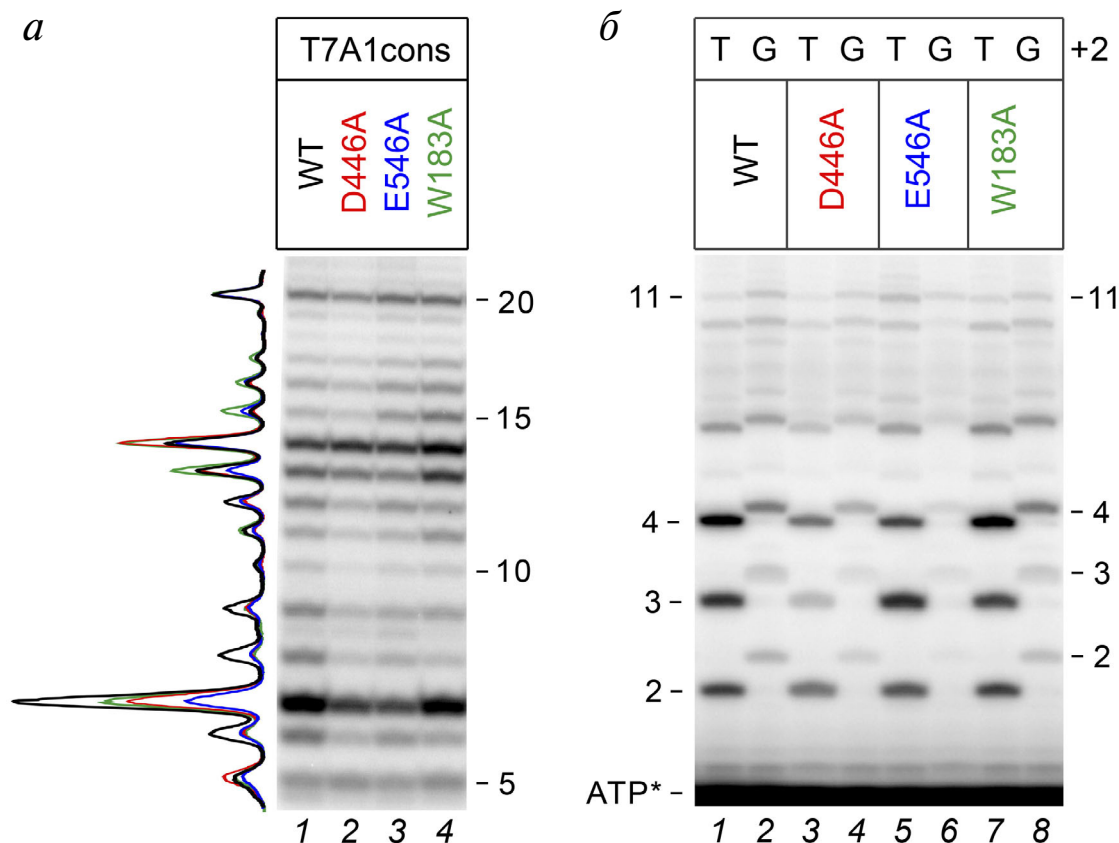 а
T7A1cons
WT
D446A
E546A
W183A
20
15
10
5
1 2 3 4
б
T G T G T G T G +2
WT
D446A
E546A
W183A
11 11
4 4
3 3
2 2
ATP*
1 2 3 4 5 6 7 8